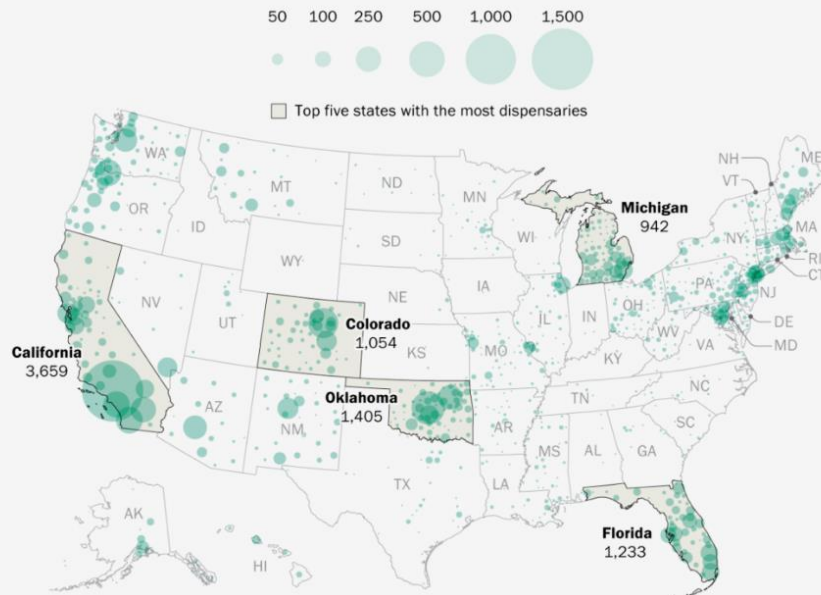 50 100 250 500 1,000 1,500
Top five states with the most dispensaries
WA
MT
ND
MN
OR
ID
SD
WI
Michigan
942
NH
VT
ME
NY
MA
RI
CT
WY
NE
IA
PA
NJ
NV
UT
Colorado
1,054
IL
IN
OH
DE
MD
California
3,659
KS
MO
KY
WV
VA
AZ
NM
Oklahoma
1,405
AR
TN
NC
SC
TX
LA
MS
AL
GA
AK
HI
Florida
1,233